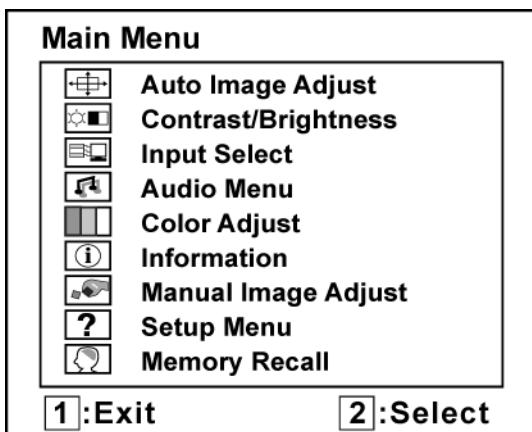 Main Menu
Auto Image Adjust
Contrast/Brightness
Input Select
Audio Menu
Color Adjust
Information
Manual Image Adjust
? Setup Menu
Memory Recall
1:Exit 2:Select